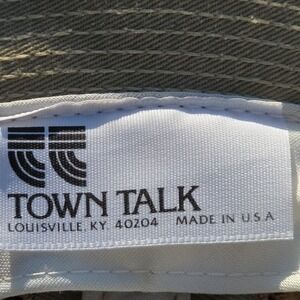 TOWN TALK
LOUISVILLE, KY. 40204 MADE IN U.S.A